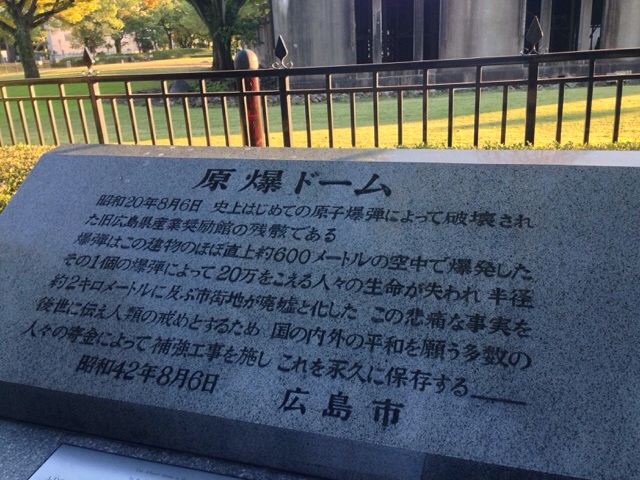 原爆ドーム
昭和20年8月6日 史上はじめての原子爆弾によって破壊され
た旧広島県産業奨励館の残骸である
爆弾はこの建物のほぼ直上約600メートルの空中で爆発した
その1個の爆弾によって20万をこえる人々の生命が失われ 半径
約2キロメートルに及ぶ市街地が廃墟と化した この悲痛な事実を
後世に伝え人類の戒めとするため 国の内外の平和を願う多数の
人々の寄金によって補強工事を施し これを永久に保存する
昭和42年8月6日 広島市